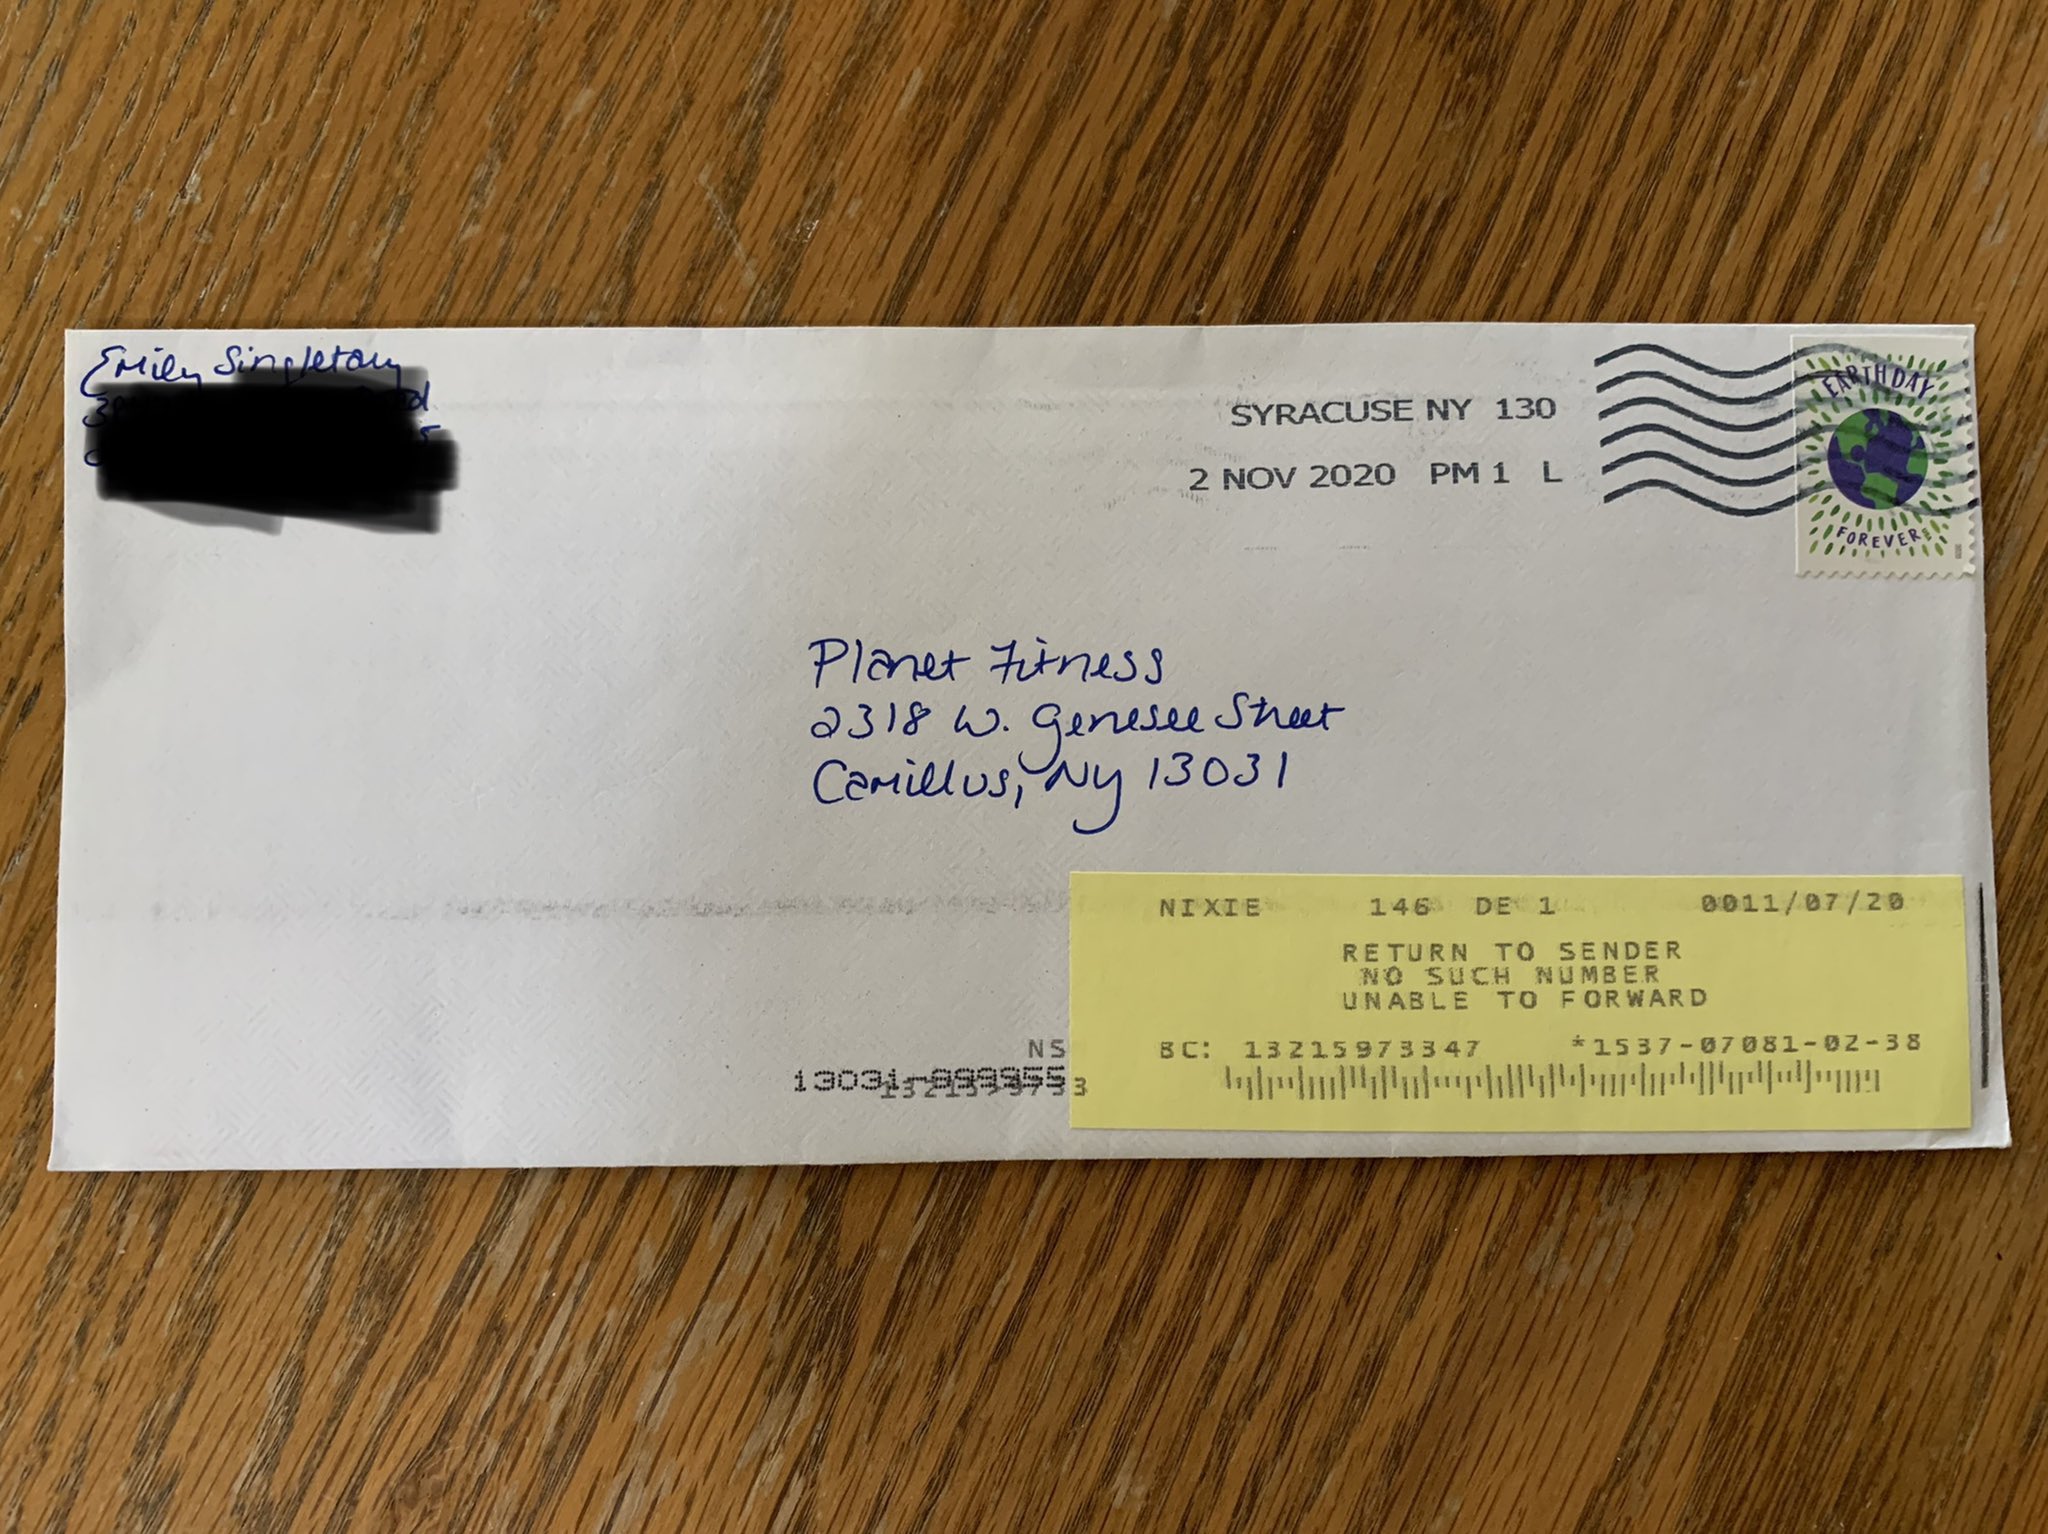 Emily Singletary
SYRACUSE NY 130
2 NOV 2020 PM 1 L
EARTH DAY
FOREVER
Planet Fitness
2318 W. Genesee Street
Camillus, NY 13031
NIXIE 146 DE 1 0011/07/20
RETURN TO SENDER
NO SUCH NUMBER
UNABLE TO FORWARD
NS
BC: 13215973347 *1537-07081-02-38